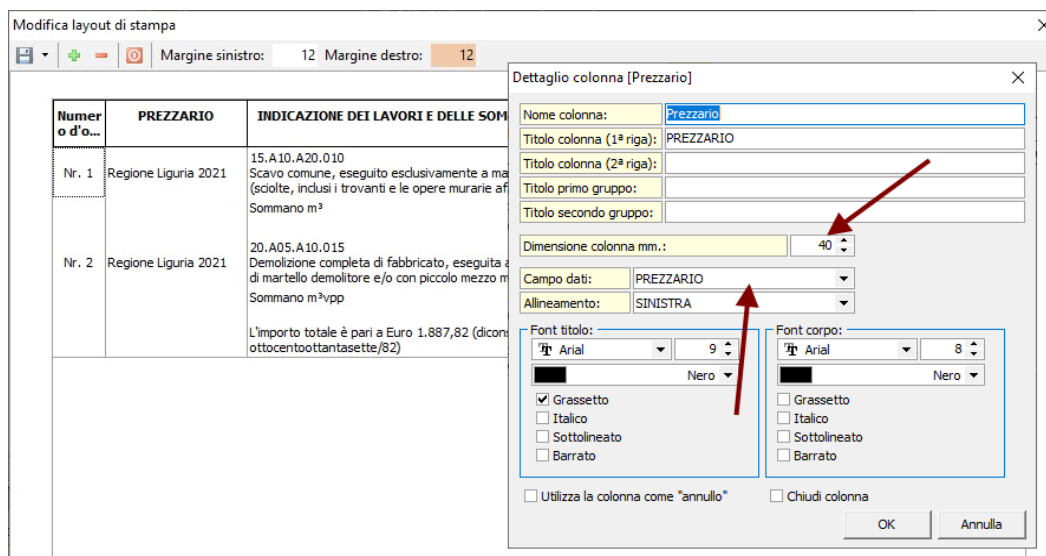 Modifica layout di stampa
Margine sinistro: 12 Margine destro: 12
Numer
o d'o...
PREZZARIO
INDICAZIONE DEI LAVORI E DELLE SOM
15.A10.A20.010
Nr. 1 Regione Liguria 2021 Scavo comune, eseguito esclusivamente a ma
(sciolte, inclusi i trovanti e le opere murarie af
Sommano m³
20.A05.A10.015
Nr. 2 Regione Liguria 2021 Demolizione completa di fabbricato, eseguita a
di martello demolitore e/o con piccolo mezzo m
Sommano m³vpp
L'importo totale è pari a Euro 1.887,82 (dicons
ottocentoottantasette/82)
Dettaglio colonna [Prezzario]
Nome colonna: Prezzario
Titolo colonna (1ª riga): PREZZARIO
Titolo colonna (2ª riga):
Titolo primo gruppo:
Titolo secondo gruppo:
Dimensione colonna mm.: 40
Campo dati: PREZZARIO
Allineamento: SINISTRA
Font titolo:
Arial 9
Nero
Grassetto
Italico
Sottolineato
Barrato
Font corpo:
Arial 8
Nero
Grassetto
Italico
Sottolineato
Barrato
Utilizza la colonna come "annullo" Chiudi colonna
OK Annulla